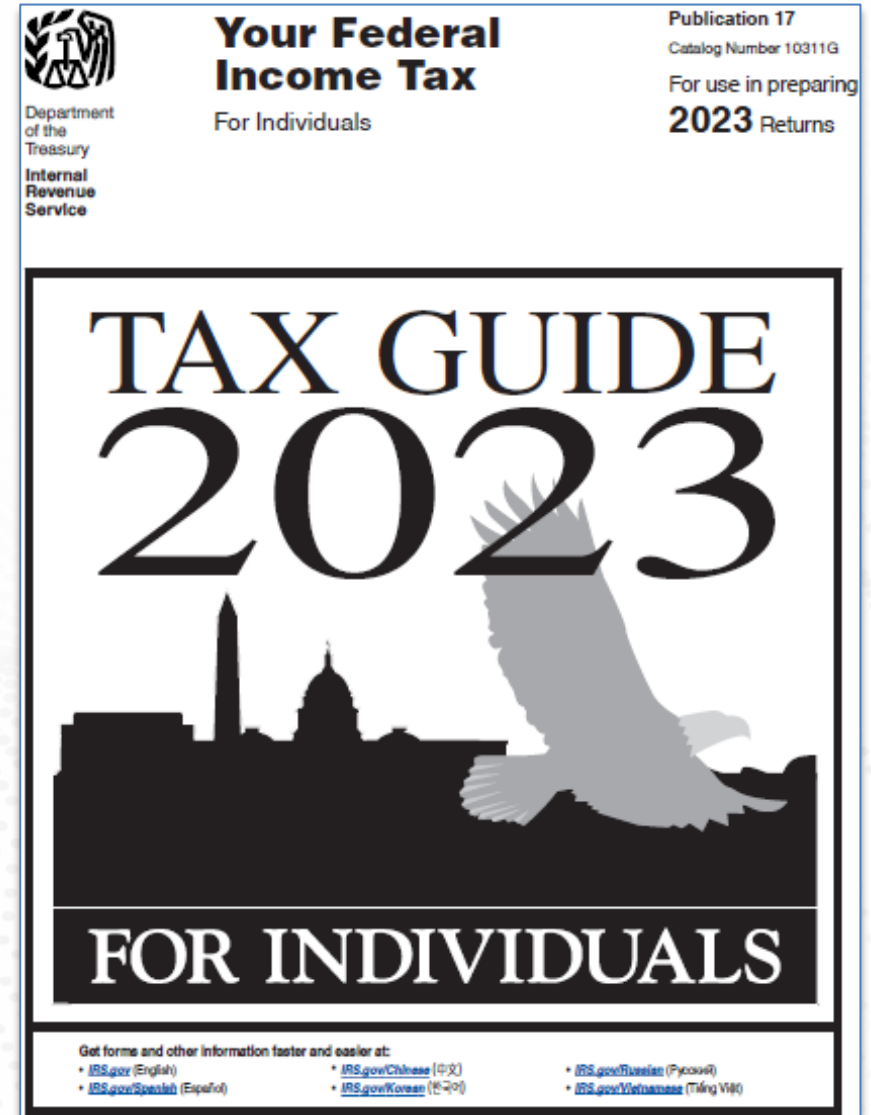 Department
of the
Treasury
Internal
Revenue
Service
Your Federal
Income Tax
For Individuals
Publication 17
Catalog Number 10311G
For use in preparing
2023 Returns
TAX GUIDE
2023
FOR INDIVIDUALS
Get forms and other information faster and easier at:
• IRS.gov (English)
• IRS.gov/Spanish (Español)
• IRS.gov/Chinese (中文)
• IRS.gov/Korean (한국어)
• IRS.gov/Russian (Русский)
• IRS.gov/Vietnamese (Tiếng Việt)